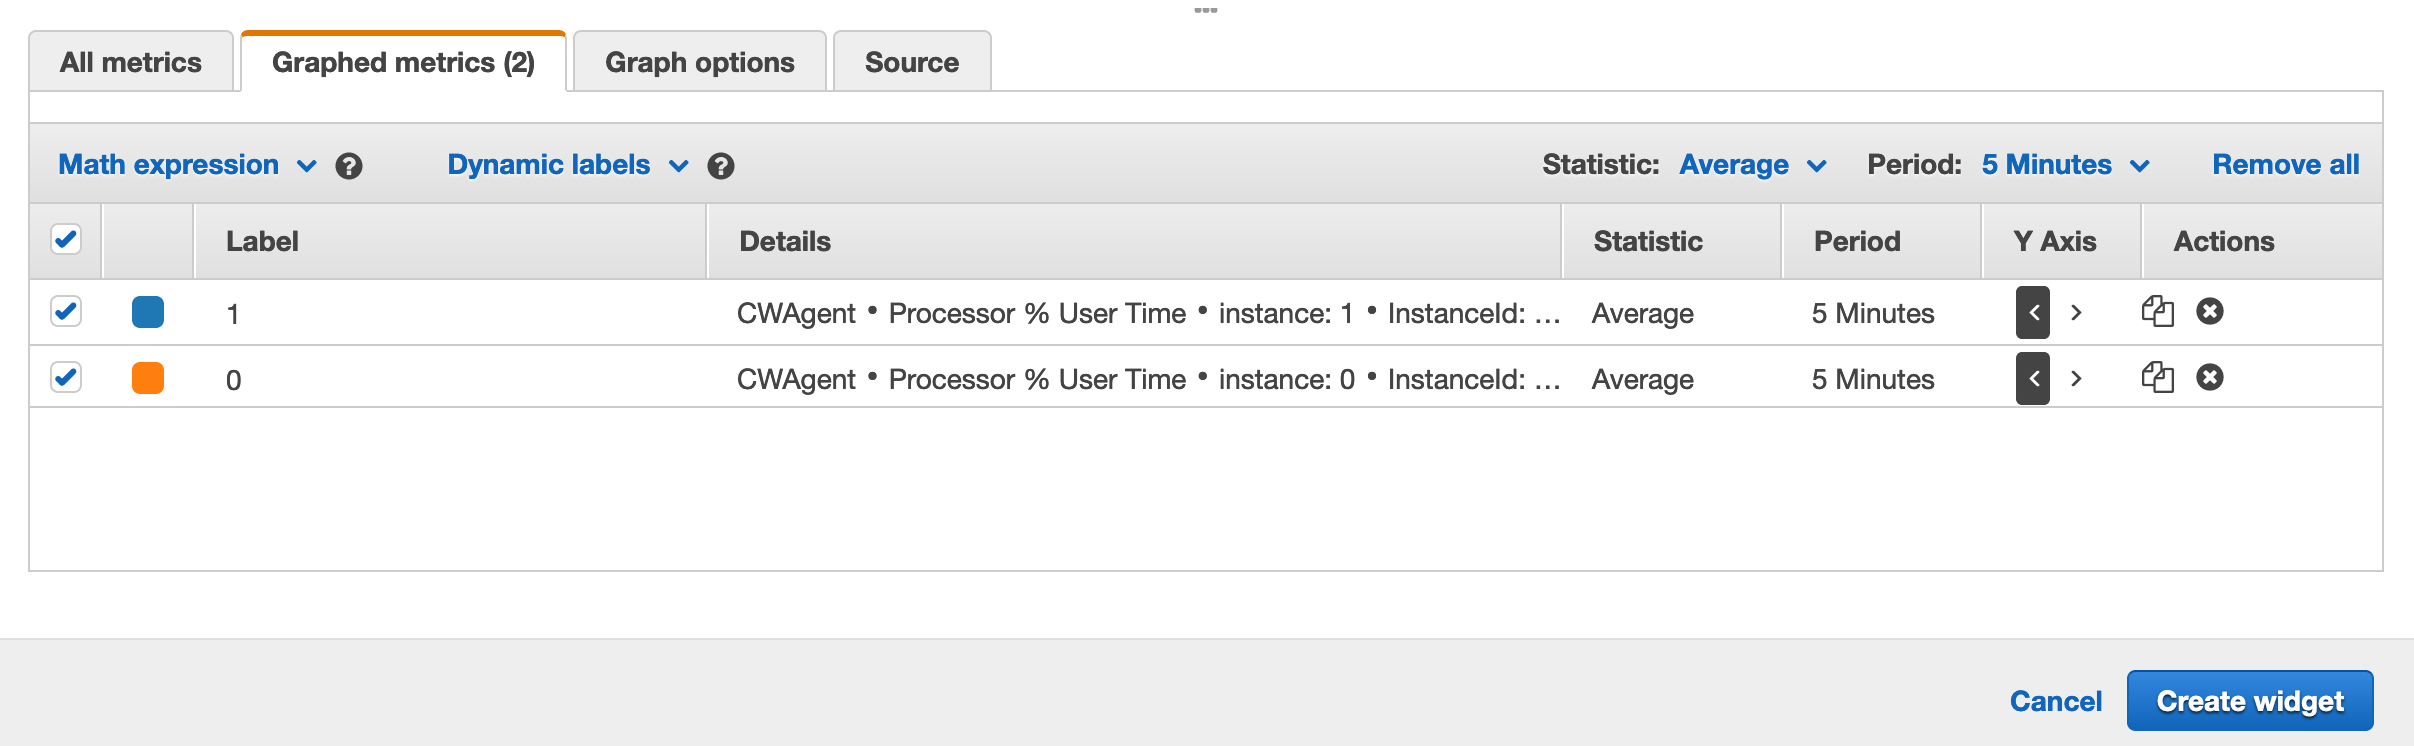 All metrics Graphed metrics (2) Graph options Source
Math expression Dynamic labels Statistic: Average Period: 5 Minutes Remove all
Label Details Statistic Period Y Axis Actions
1 CWAgent • Processor % User Time • instance: 1 • InstanceId: ... Average 5 Minutes
0 CWAgent • Processor % User Time • instance: 0 • InstanceId: ... Average 5 Minutes
Cancel Create widget